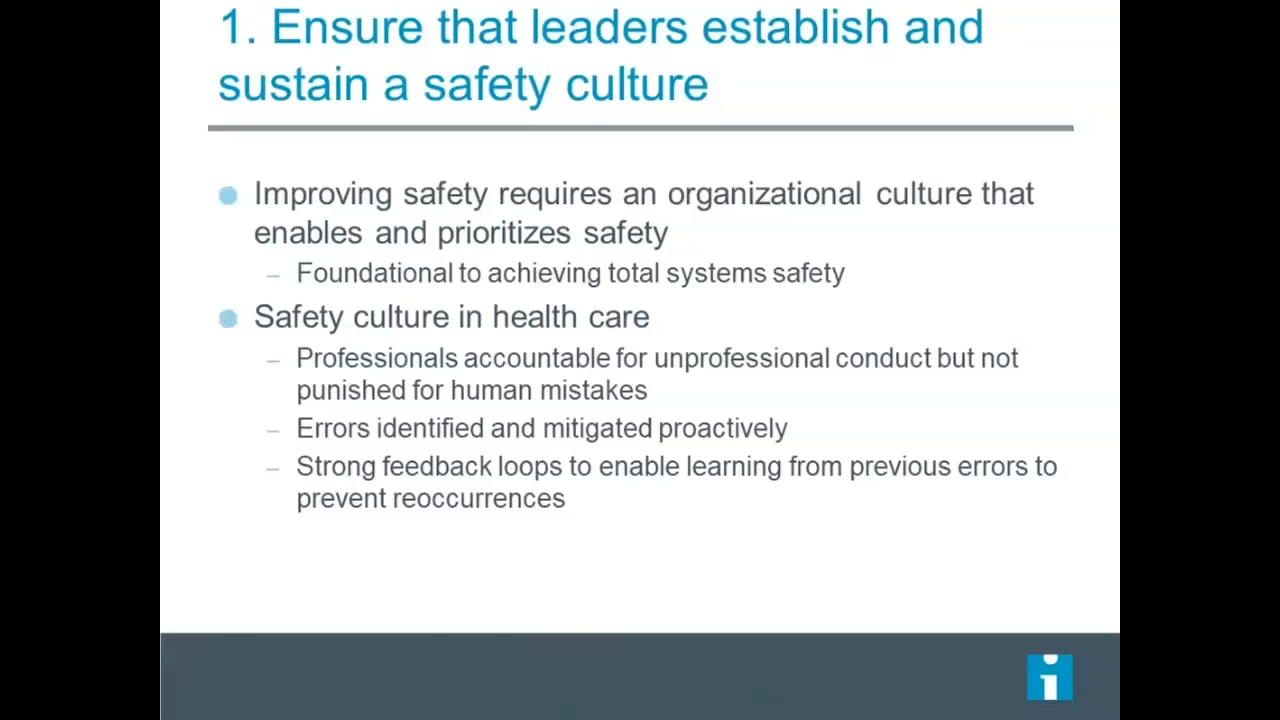 1. Ensure that leaders establish and
sustain a safety culture
Improving safety requires an organizational culture that
enables and prioritizes safety
– Foundational to achieving total systems safety
Safety culture in health care
– Professionals accountable for unprofessional conduct but not
punished for human mistakes
– Errors identified and mitigated proactively
– Strong feedback loops to enable learning from previous errors to
prevent reoccurrences
i